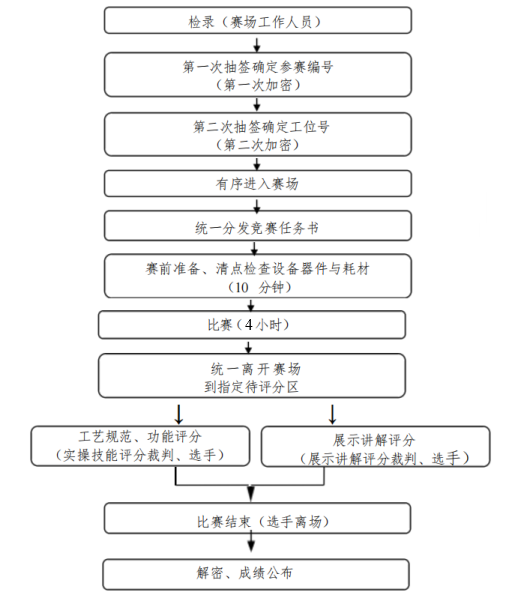 检录（赛场工作人员）
第一次抽签确定参赛编号
（第一次加密）
第二次抽签确定工位号
（第二次加密）
有序进入赛场
统一分发竞赛任务书
赛前准备、清点检查设备器件与耗材
（10 分钟）
比赛（4小时）
统一离开赛场
到指定待评分区
工艺规范、功能评分
（实操技能评分裁判、选手）
展示讲解评分
（展示讲解评分裁判、选手）
比赛结束（选手离场）
解密、成绩公布